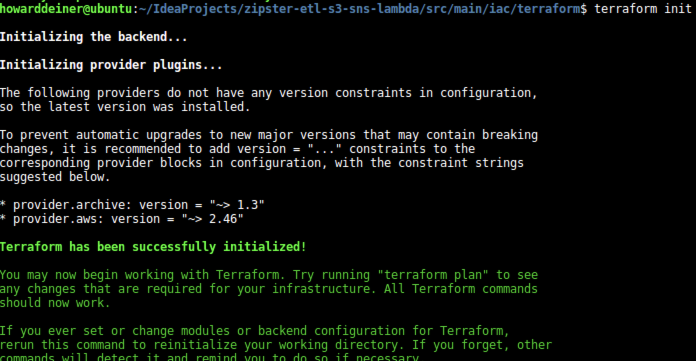 howarddeiner@ubuntu:~/IdeaProjects/zipster-etl-s3-sns-lambda/src/main/iac/terraform$ terraform init
Initializing the backend...
Initializing provider plugins...
The following providers do not have any version constraints in configuration,
so the latest version was installed.
To prevent automatic upgrades to new major versions that may contain breaking
changes, it is recommended to add version = "..." constraints to the
corresponding provider blocks in configuration, with the constraint strings
suggested below.
* provider.archive: version = "~> 1.3"
* provider.aws: version = "~> 2.46"
Terraform has been successfully initialized!
You may now begin working with Terraform. Try running "terraform plan" to see
any changes that are required for your infrastructure. All Terraform commands
should now work.
If you ever set or change modules or backend configuration for Terraform,
rerun this command to reinitialize your working directory. If you forget, other
commands will detect it and remind you to do so if necessary.